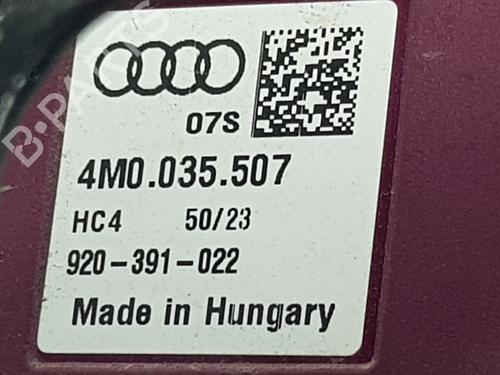 B-PARTS
07S
4M0.035.507
HC4 50/23
920-391-022
Made in Hungary